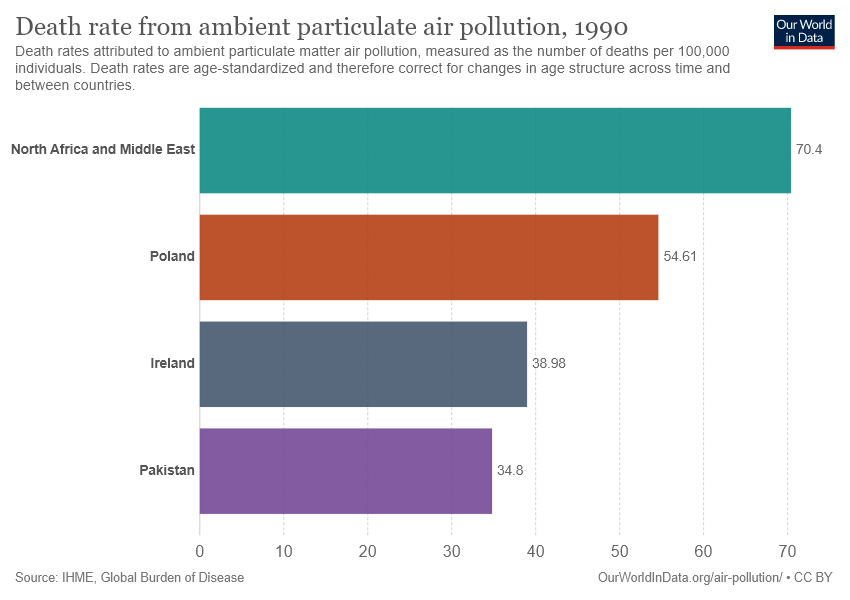 Death rate from ambient particulate air pollution, 1990
Our World
in Data
Death rates attributed to ambient particulate matter air pollution, measured as the number of deaths per 100,000
individuals. Death rates are age-standardized and therefore correct for changes in age structure across time and
between countries.
North Africa and Middle East
70.4
Poland
54.61
Ireland
38.98
Pakistan
34.8
0 10 20 30 40 50 60 70
Source: IHME, Global Burden of Disease
OurWorldInData.org/air-pollution/ • CC BY